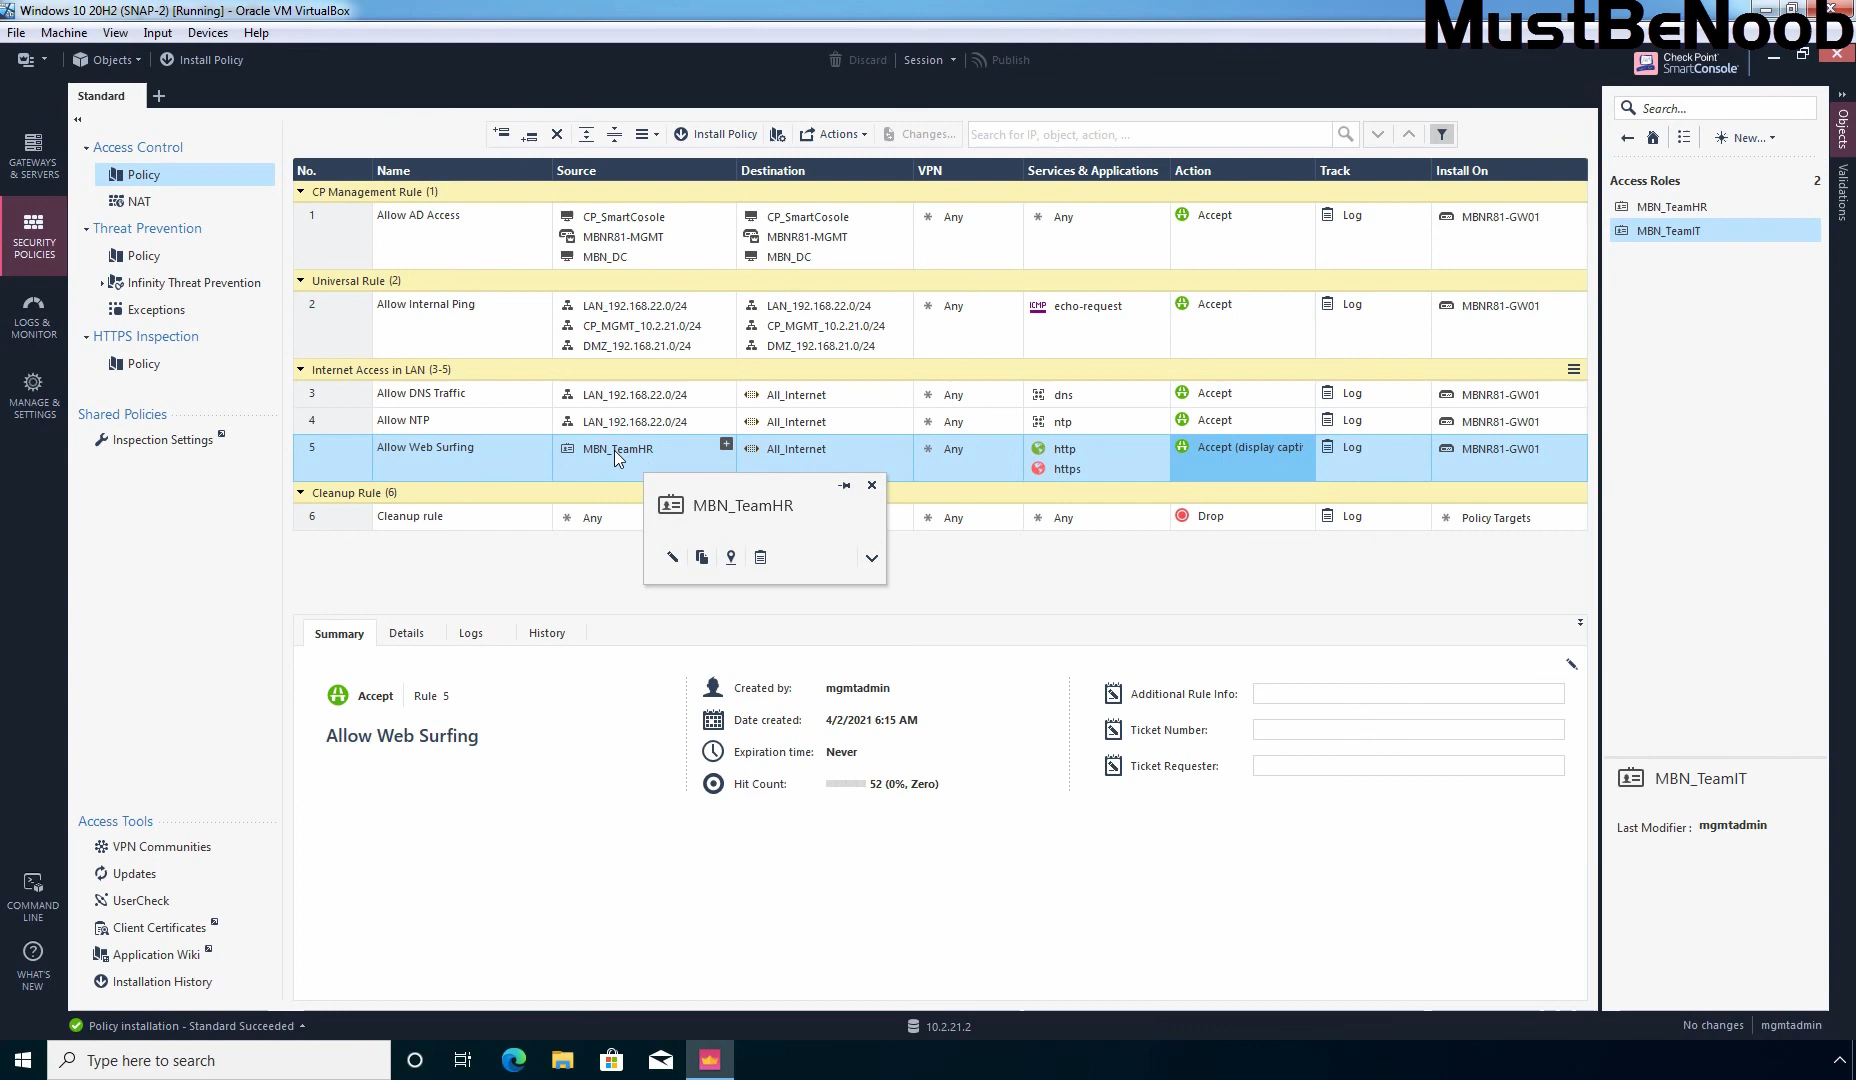 Windows 10 20H2 (SNAP-2) [Running] - Oracle VM VirtualBox
MustBeNoob
File Machine View Input Devices Help
Objects Install Policy Discard Session Publish
Check Point
SmartConsole
Standard
Search...
Install Policy Actions Changes... Search for IP, object, action, ...
New...
Objects
Validations
GATEWAYS
& SERVERS
SECURITY
POLICIES
LOGS &
MONITOR
MANAGE &
SETTINGS
COMMAND
LINE
WHAT'S
NEW
Access Control
Policy
NAT
Threat Prevention
Policy
Infinity Threat Prevention
Exceptions
HTTPS Inspection
Policy
Shared Policies
Inspection Settings
Access Tools
VPN Communities
Updates
UserCheck
Client Certificates
Application Wiki
Installation History
No. Name Source Destination VPN Services & Applications Action Track Install On
CP Management Rule (1)
1 Allow AD Access CP_SmartCosole CP_SmartCosole Any Any Accept Log MBNR81-GW01
MBNR81-MGMT MBNR81-MGMT
MBN_DC MBN_DC
Universal Rule (2)
2 Allow Internal Ping LAN_192.168.22.0/24 LAN_192.168.22.0/24 Any ICMP echo-request Accept Log MBNR81-GW01
CP_MGMT_10.2.21.0/24 CP_MGMT_10.2.21.0/24
DMZ_192.168.21.0/24 DMZ_192.168.21.0/24
Internet Access in LAN (3-5)
3 Allow DNS Traffic LAN_192.168.22.0/24 All_Internet Any dns Accept Log MBNR81-GW01
4 Allow NTP LAN_192.168.22.0/24 All_Internet Any ntp Accept Log MBNR81-GW01
5 Allow Web Surfing MBN_TeamHR All_Internet Any http Accept (display capti Log MBNR81-GW01
https
Cleanup Rule (6)
6 Cleanup rule Any Any Any Drop Log Policy Targets
MBN_TeamHR
Summary Details Logs History
Accept Rule 5
Allow Web Surfing
Created by: mgmtadmin
Date created: 4/2/2021 6:15 AM
Expiration time: Never
Hit Count: 52 (0%, Zero)
Additional Rule Info:
Ticket Number:
Ticket Requester:
Access Roles 2
MBN_TeamHR
MBN_TeamIT
MBN_TeamIT
Last Modifier : mgmtadmin
Policy installation - Standard Succeeded 10.2.21.2 No changes mgmtadmin
Type here to search